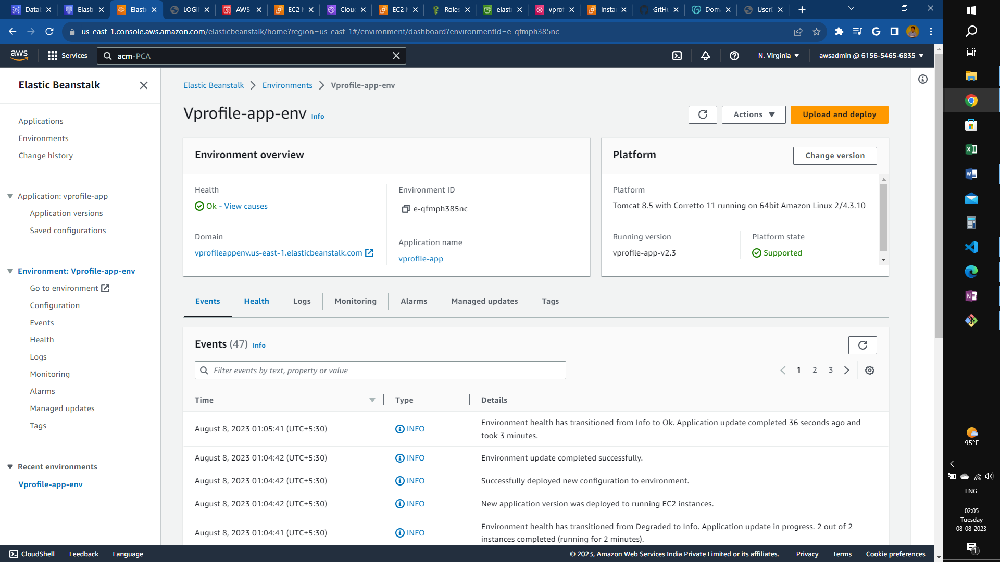 Datab
Elastic
Elastic
LOGIN
AWS
EC2
Cloud
EC2
Roles
elastic
vprof
Instan
GitHu
Doma
UserL
us-east-1.console.aws.amazon.com/elasticbeanstalk/home?region=us-east-1#/environment/dashboard?environmentId=e-qfmph385nc
aws Services acm-PCA N. Virginia awsadmin @ 6156-5465-6835
Elastic Beanstalk
Applications
Environments
Change history
Application: vprofile-app
Application versions
Saved configurations
Environment: Vprofile-app-env
Go to environment
Configuration
Events
Health
Logs
Monitoring
Alarms
Managed updates
Tags
Recent environments
Vprofile-app-env
Elastic Beanstalk Environments Vprofile-app-env
Vprofile-app-env Info
Actions Upload and deploy
Environment overview
Health
Ok - View causes
Domain
vprofileappenv.us-east-1.elasticbeanstalk.com
Environment ID
e-qfmph385nc
Application name
vprofile-app
Platform Change version
Platform
Tomcat 8.5 with Corretto 11 running on 64bit Amazon Linux 2/4.3.10
Running version
vprofile-app-v2.3
Platform state
Supported
Events Health Logs Monitoring Alarms Managed updates Tags
Events (47) Info
Filter events by text, property or value
1 2 3
Time Type Details
August 8, 2023 01:05:41 (UTC+5:30) INFO Environment health has transitioned from Info to Ok. Application update completed 36 seconds ago and
took 3 minutes.
August 8, 2023 01:04:42 (UTC+5:30) INFO Environment update completed successfully.
August 8, 2023 01:04:42 (UTC+5:30) INFO Successfully deployed new configuration to environment.
August 8, 2023 01:04:42 (UTC+5:30) INFO New application version was deployed to running EC2 instances.
August 8, 2023 01:04:41 (UTC+5:30) INFO Environment health has transitioned from Degraded to Info. Application update in progress. 2 out of 2
instances completed (running for 2 minutes).
CloudShell Feedback Language © 2023, Amazon Web Services India Private Limited or its affiliates. Privacy Terms Cookie preferences
95°F
ENG
02:05
Tuesday
08-08-2023
1